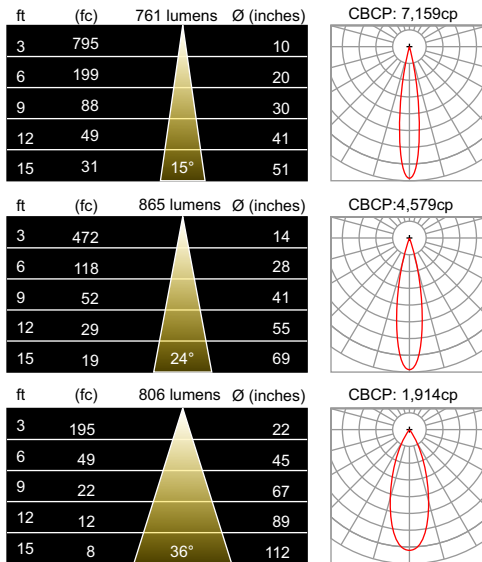 ft (fc) 761 lumens Ø (inches) CBCP: 7,159cp
3 795 10
6 199 20
9 88 30
12 49 41
15 31 15° 51
ft (fc) 865 lumens Ø (inches) CBCP:4,579cp
3 472 14
6 118 28
9 52 41
12 29 55
15 19 24° 69
ft (fc) 806 lumens Ø (inches) CBCP: 1,914cp
3 195 22
6 49 45
9 22 67
12 12 89
15 8 36° 112